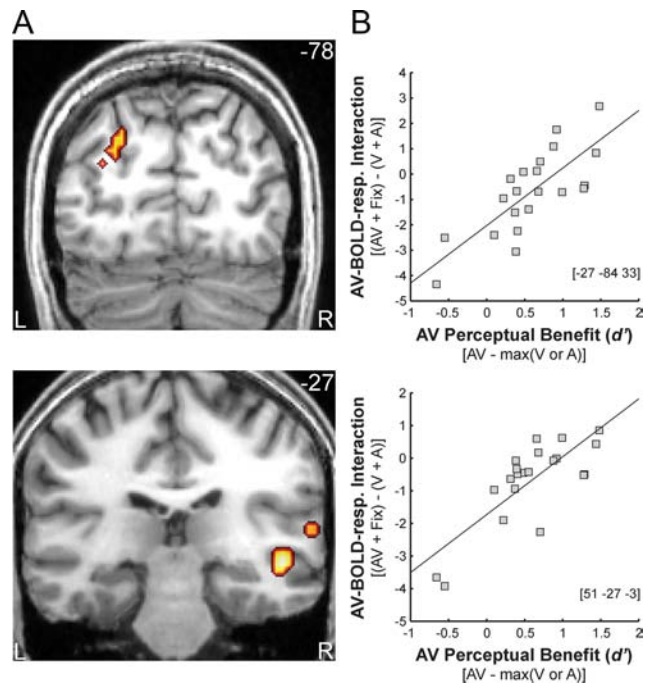 A
-78
L
R
-27
L
R
B
AV-BOLD-resp. Interaction
[(AV + Fix) - (V + A)]
4
3
2
1
0
-1
-2
-3
-4
-5
[-27 -84 33]
-1 -0.5 0 0.5 1 1.5 2
AV Perceptual Benefit (d')
[AV - max(V or A)]
AV-BOLD-resp. Interaction
[(AV + Fix) - (V + A)]
2
1
0
-1
-2
-3
-4
-5
[51 -27 -3]
-1 -0.5 0 0.5 1 1.5 2
AV Perceptual Benefit (d')
[AV - max(V or A)]